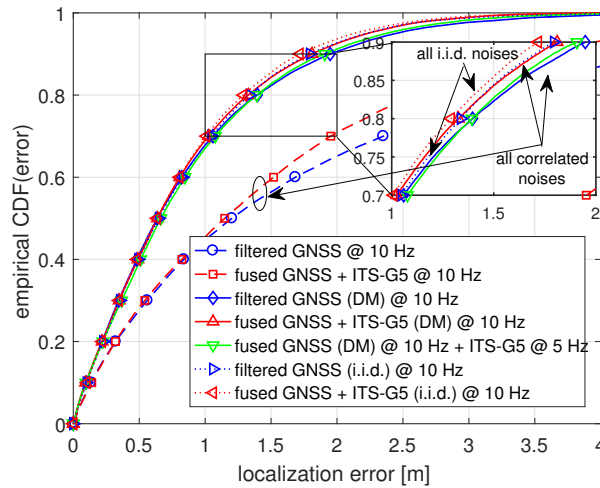 empirical CDF(error)
1
0.8
0.6
0.4
0.2
0
0 0.5 1 1.5 2 2.5 3 3.5 4
localization error [m]
0.9
0.8
0.75
0.7
1 1.5 2
all i.i.d. noises
all correlated
noises
filtered GNSS @ 10 Hz
fused GNSS + ITS-G5 @ 10 Hz
filtered GNSS (DM) @ 10 Hz
fused GNSS + ITS-G5 (DM) @ 10 Hz
fused GNSS (DM) @ 10 Hz + ITS-G5 @ 5 Hz
filtered GNSS (i.i.d.) @ 10 Hz
fused GNSS + ITS-G5 (i.i.d.) @ 10 Hz